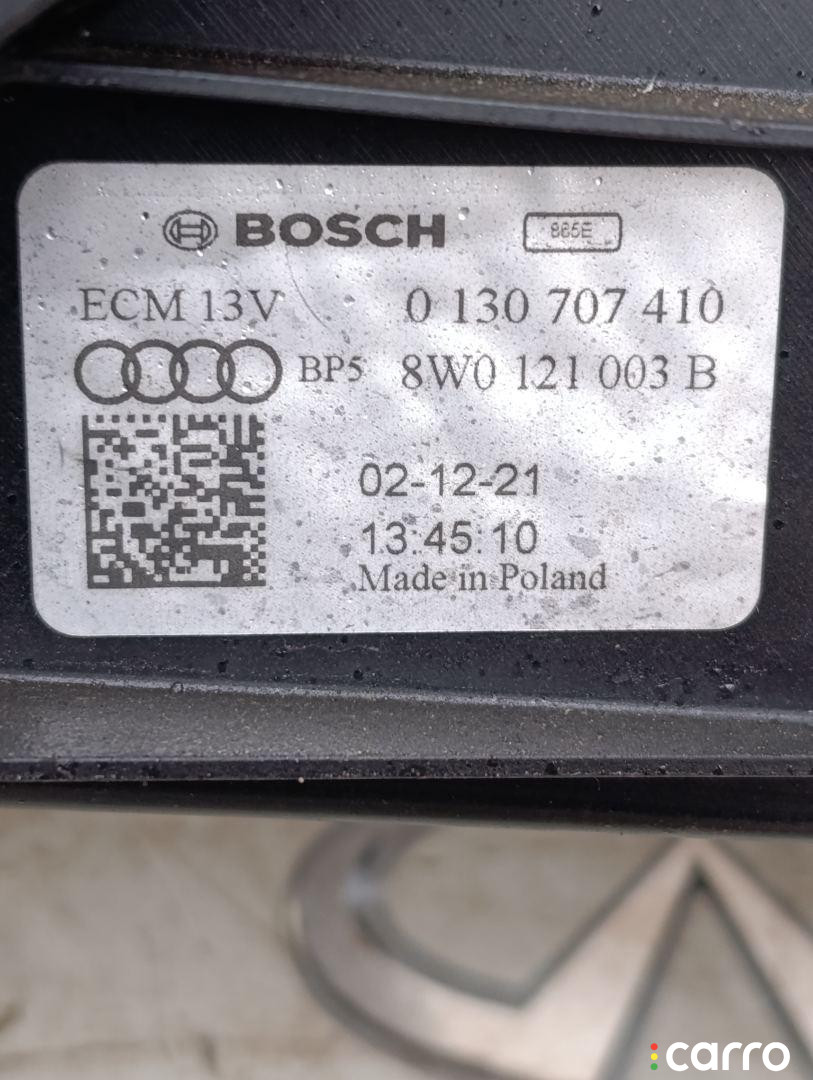 BOSCH 865E
ECM 13V 0 130 707 410
BP5 8W0 121 003 B
02-12-21
13:45:10
Made in Poland
carro